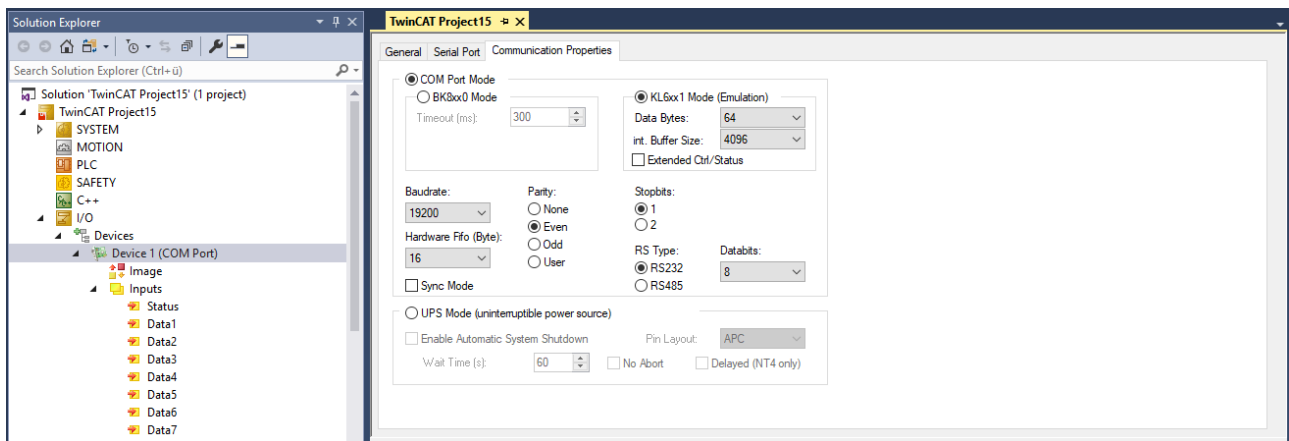 Solution Explorer
Search Solution Explorer (Ctrl+ü)
Solution 'TwinCAT Project15' (1 project)
TwinCAT Project15
SYSTEM
MOTION
PLC
SAFETY
C++
I/O
Devices
Device 1 (COM Port)
Image
Inputs
Status
Data1
Data2
Data3
Data4
Data5
Data6
Data7
TwinCAT Project15
General Serial Port Communication Properties
COM Port Mode
BK8xx0 Mode
Timeout (ms): 300
KL6xx1 Mode (Emulation)
Data Bytes: 64
int. Buffer Size: 4096
Extended Ctrl/Status
Baudrate:
19200
Hardware Fifo (Byte):
16
Sync Mode
Parity:
None
Even
Odd
User
Stopbits:
1
2
RS Type:
RS232
RS485
Databits:
8
UPS Mode (uninterruptible power source)
Enable Automatic System Shutdown Pin Layout: APC
Wait Time (s): 60 No Abort Delayed (NT4 only)